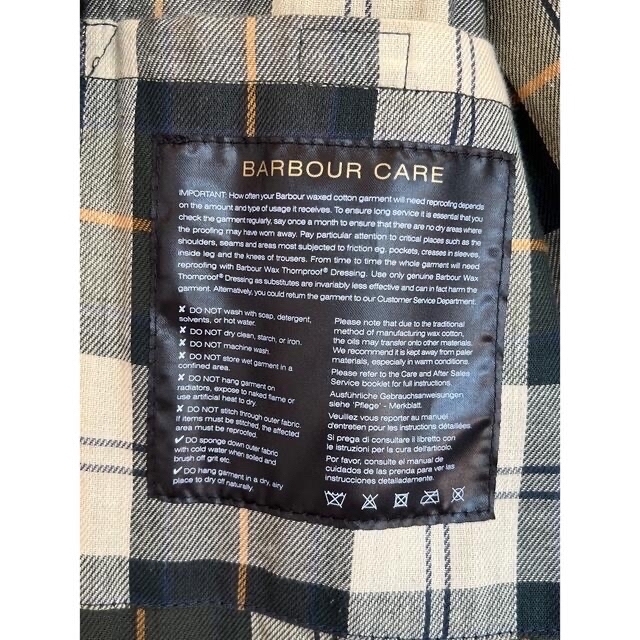 BARBOUR CARE
IMPORTANT: How often your Barbour waxed cotton garment will need reproofing depends
on the amount and type of usage it receives. To ensure long service it is essential that you
check the garment regularly, say once a month to ensure that there are no dry areas where
the proofing may have worn away. Pay particular attention to critical places such as the
shoulders, seams and areas most subjected to friction eg. pockets, creases in sleeves,
inside leg and the knees of trousers. From time to time the whole garment will need
reproofing with Barbour Wax Thornproof® Dressing. Use only genuine Barbour Wax
Thornproof® Dressing as substitutes are invariably less effective and can in fact harm the
garment. Alternatively, you could return the garment to our Customer Service Department.
✘ DO NOT wash with soap, detergent,
solvents, or hot water.
✘ DO NOT dry clean, starch, or iron.
✘ DO NOT machine wash.
✘ DO NOT store wet garment in a
confined area.
✘ DO NOT hang garment on
radiators, expose to naked flame or
use artificial heat to dry.
✘ DO NOT stitch through outer fabric.
If items must be stitched, the affected
area must be reproofed.
✔ DO sponge down outer fabric
with cold water when soiled and
brush off grit etc.
✔ DO hang garment in a dry, airy
place to dry off naturally.
Please note that due to the traditional
method of manufacturing wax cotton,
the oils may transfer onto other materials.
We recommend it is kept away from paler
materials, especially in warm conditions.
Please refer to the Care and After Sales
Service booklet for full instructions.
Ausführliche Gebrauchsanweisungen,
siehe 'Pflege' - Merkblatt.
Veuillez vous reporter au manuel
d'entretien pour les instructions détaillées.
Si prega di consultare il libretto con
le istruzioni per la cura dell'articolo.
Por favor, consulte el manual de
cuidados de las prendas para ver las
instrucciones detalladamente.